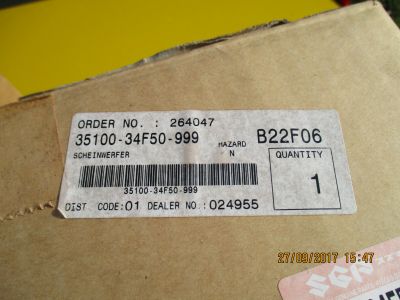 ORDER NO. : 264047
35100-34F50-999 HAZARD N B22F06
SCHEINWERFER
QUANTITY
1
35100-34F50-999
DIST CODE:01 DEALER NO.: 024955
27/09/2017 15:47